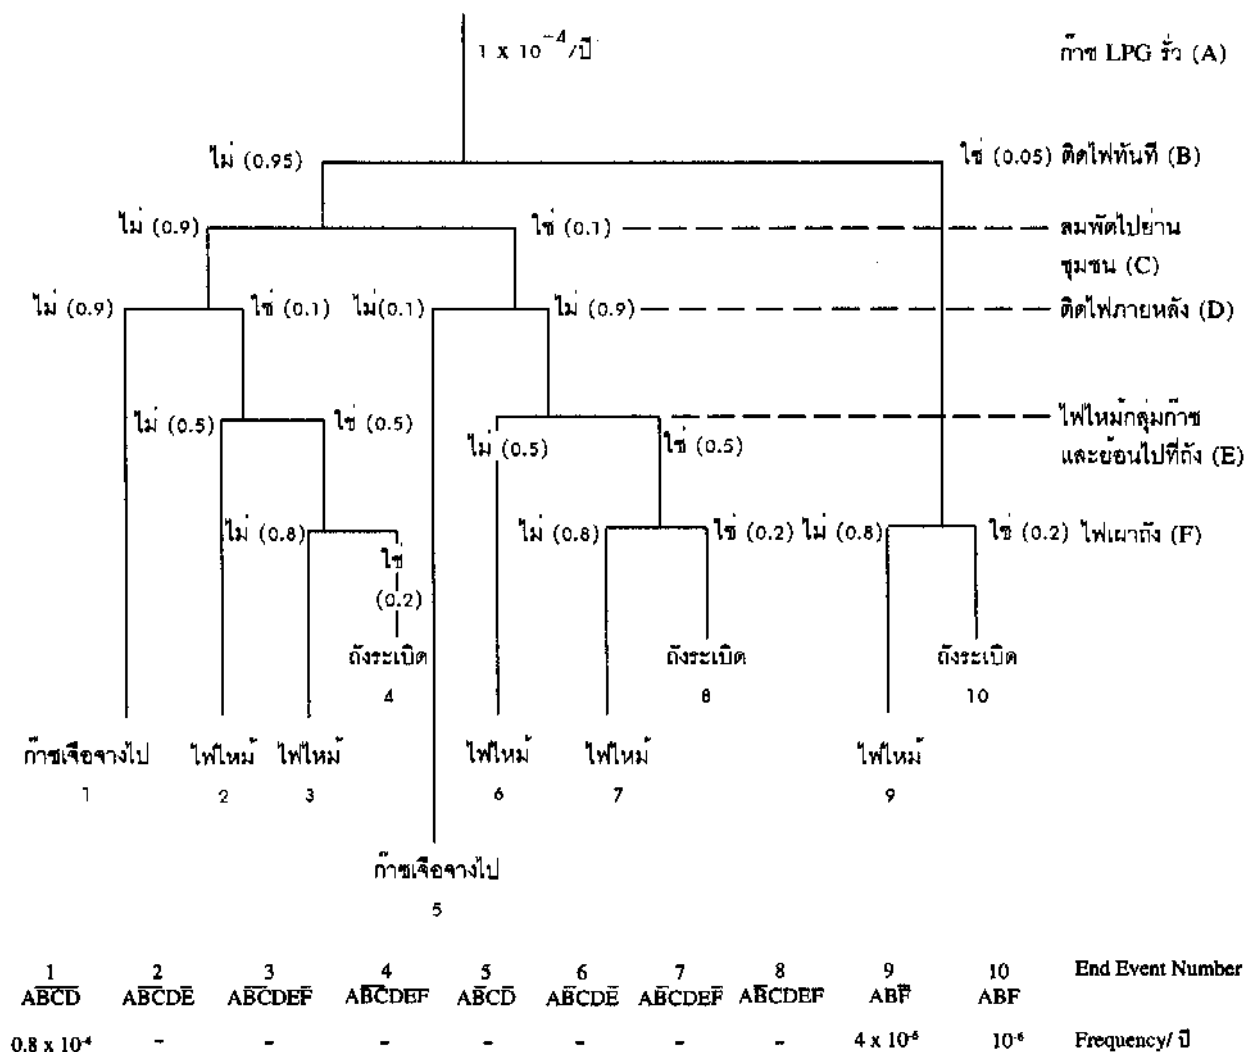 1 x 10⁻⁴/ปี
ก๊าซ LPG รั่ว (A)
ไม่ (0.95)
ใช่ (0.05) ติดไฟทันที (B)
ไม่ (0.9)
ใช่ (0.1)
ลมพัดไปย่าน
ชุมชน (C)
ไม่ (0.9)
ใช่ (0.1)
ไม่(0.1)
ไม่ (0.9)
ติดไฟภายหลัง (D)
ไม่ (0.5)
ใช่ (0.5)
ไม่ (0.5)
ใช่ (0.5)
ไฟไหม้กลุ่มก๊าซ
และย้อนไปที่ถัง (E)
ไม่ (0.8)
ใช่
(0.2)
ไม่ (0.8)
ใช่ (0.2)
ไม่ (0.8)
ใช่ (0.2)
ไฟเผาถัง (F)
ถังระเบิด
4
ถังระเบิด
8
ถังระเบิด
10
ก๊าซเจือจางไป
1
ไฟไหม้
2
ไฟไหม้
3
ไฟไหม้
6
ไฟไหม้
7
ไฟไหม้
9
ก๊าซเจือจางไป
5
1 2 3 4 5 6 7 8 9 10 End Event Number
AB̅C̅D̅ AB̅C̅DE̅ AB̅C̅DEF̅ AB̅C̅DEF AB̅CD̅ AB̅CDE̅ AB̅CDEF̅ AB̅CDEF ABF̅ ABF
0.8 x 10⁻⁴ - - - - - - - 4 x 10⁻⁶ 10⁻⁶ Frequency/ ปี